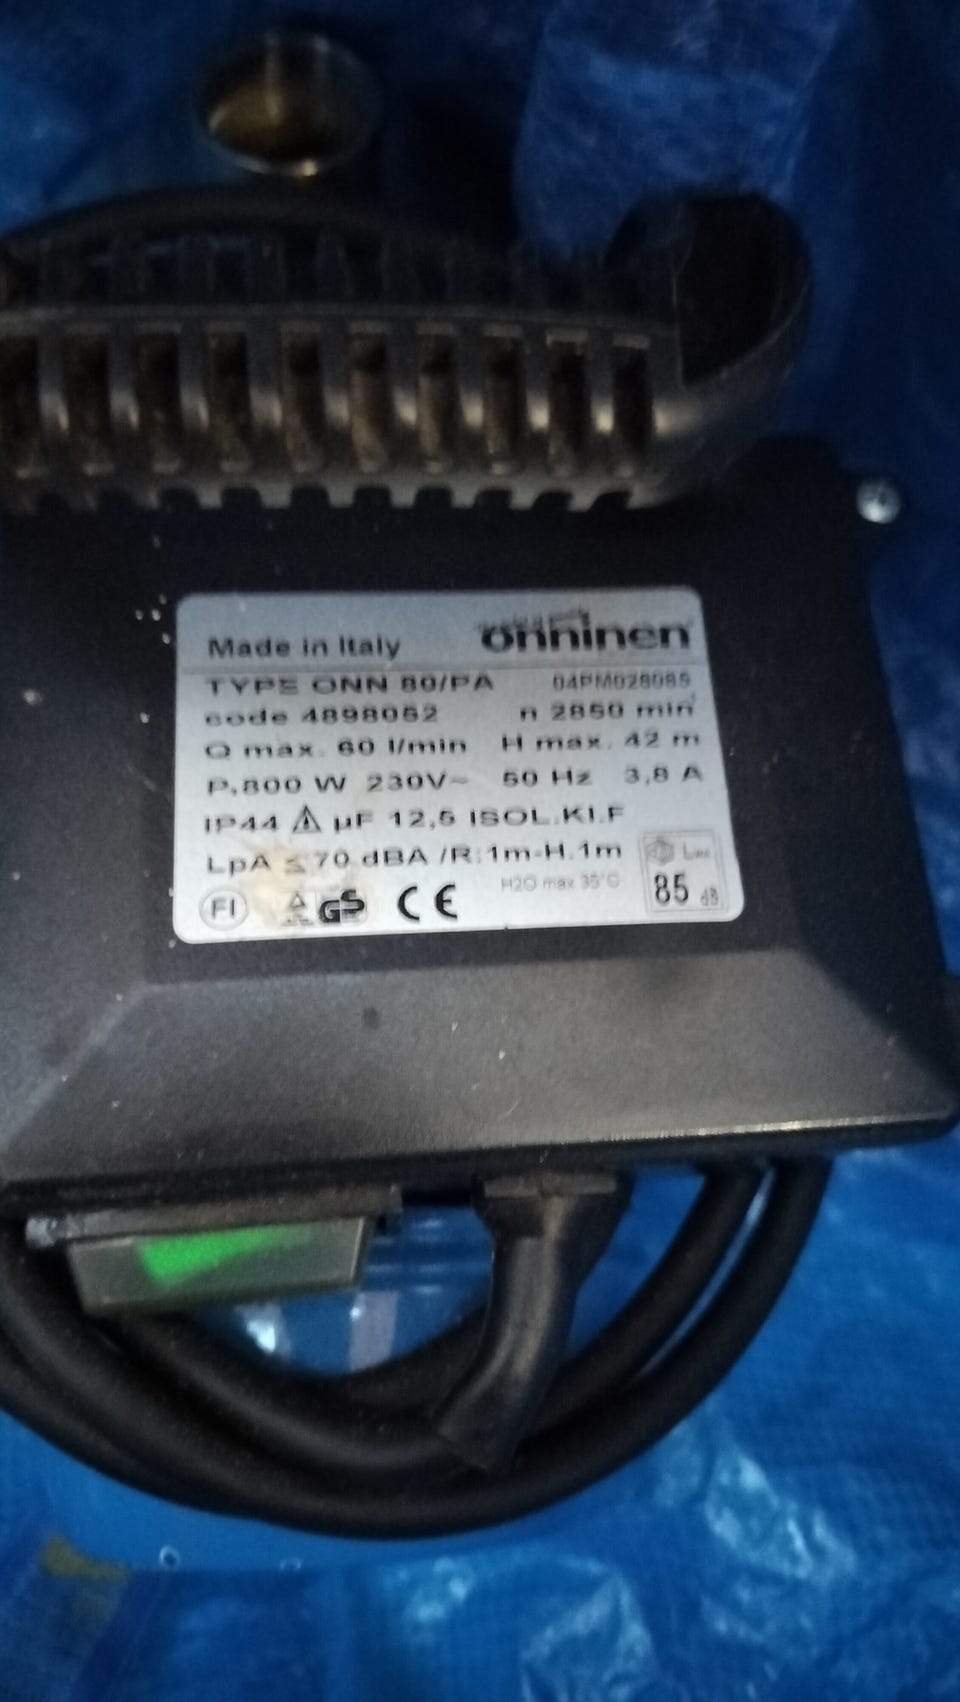 Made in Italy onninen
TYPE ONN 80/PA 04PM028085
code 4898052 n 2850 min
Q max. 60 l/min H max. 42 m
P.800 W 230V~ 50 Hz 3,8 A
IP44 µF 12,5 ISOL.KI.F
LpA ≤ 70 dBA /R:1m-H.1m
H2O max 35°C
85 dB
FI GS CE